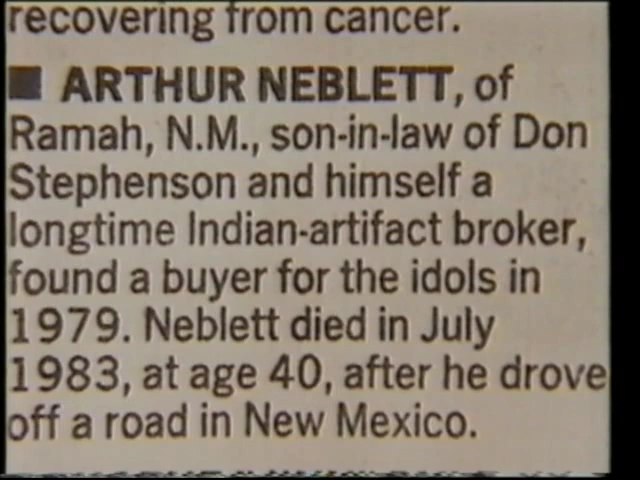 recovering from cancer.
■ ARTHUR NEBLETT, of
Ramah, N.M., son-in-law of Don
Stephenson and himself a
longtime Indian-artifact broker,
found a buyer for the idols in
1979. Neblett died in July
1983, at age 40, after he drove
off a road in New Mexico.